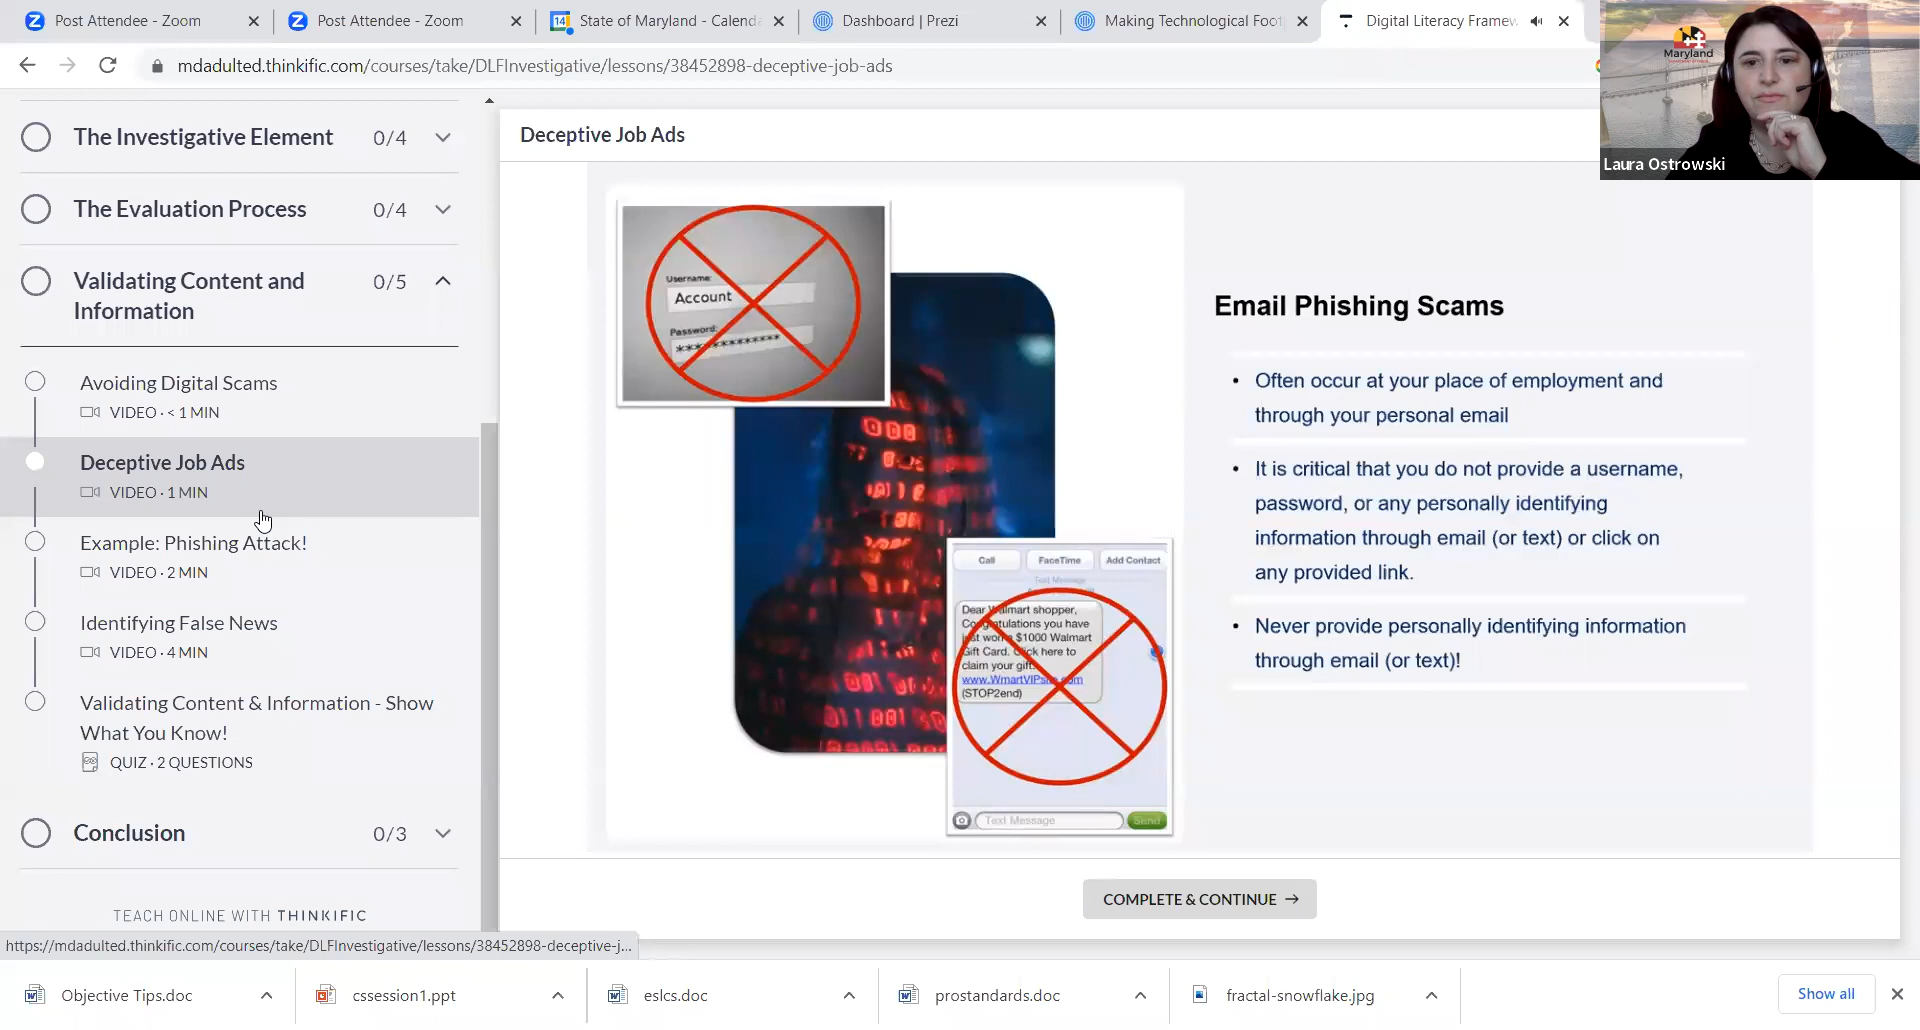 Post Attendee - Zoom
Post Attendee - Zoom
State of Maryland - Calend
Dashboard | Prezi
Making Technological Foot
Digital Literacy Framew
mdadulted.thinkific.com/courses/take/DLFInvestigative/lessons/38452898-deceptive-job-ads
Maryland
Laura Ostrowski
The Investigative Element 0/4
The Evaluation Process 0/4
Validating Content and
Information
0/5
Avoiding Digital Scams
VIDEO · < 1 MIN
Deceptive Job Ads
VIDEO · 1 MIN
Example: Phishing Attack!
VIDEO · 2 MIN
Identifying False News
VIDEO · 4 MIN
Validating Content & Information - Show
What You Know!
QUIZ · 2 QUESTIONS
Conclusion 0/3
TEACH ONLINE WITH THINKIFIC
https://mdadulted.thinkific.com/courses/take/DLFInvestigative/lessons/38452898-deceptive-j...
Deceptive Job Ads
Username:
Account
Password:
**************
Call FaceTime Add Contact
Text Message
Dear Walmart shopper,
Congratulations you have
just won a $1000 Walmart
Gift Card. Click here to
claim your gift.
(STOP2end)
Text Message Send
Email Phishing Scams
• Often occur at your place of employment and
through your personal email
• It is critical that you do not provide a username,
password, or any personally identifying
information through email (or text) or click on
any provided link.
• Never provide personally identifying information
through email (or text)!
COMPLETE & CONTINUE →
Objective Tips.doc
cssession1.ppt
eslcs.doc
prostandards.doc
fractal-snowflake.jpg
Show all